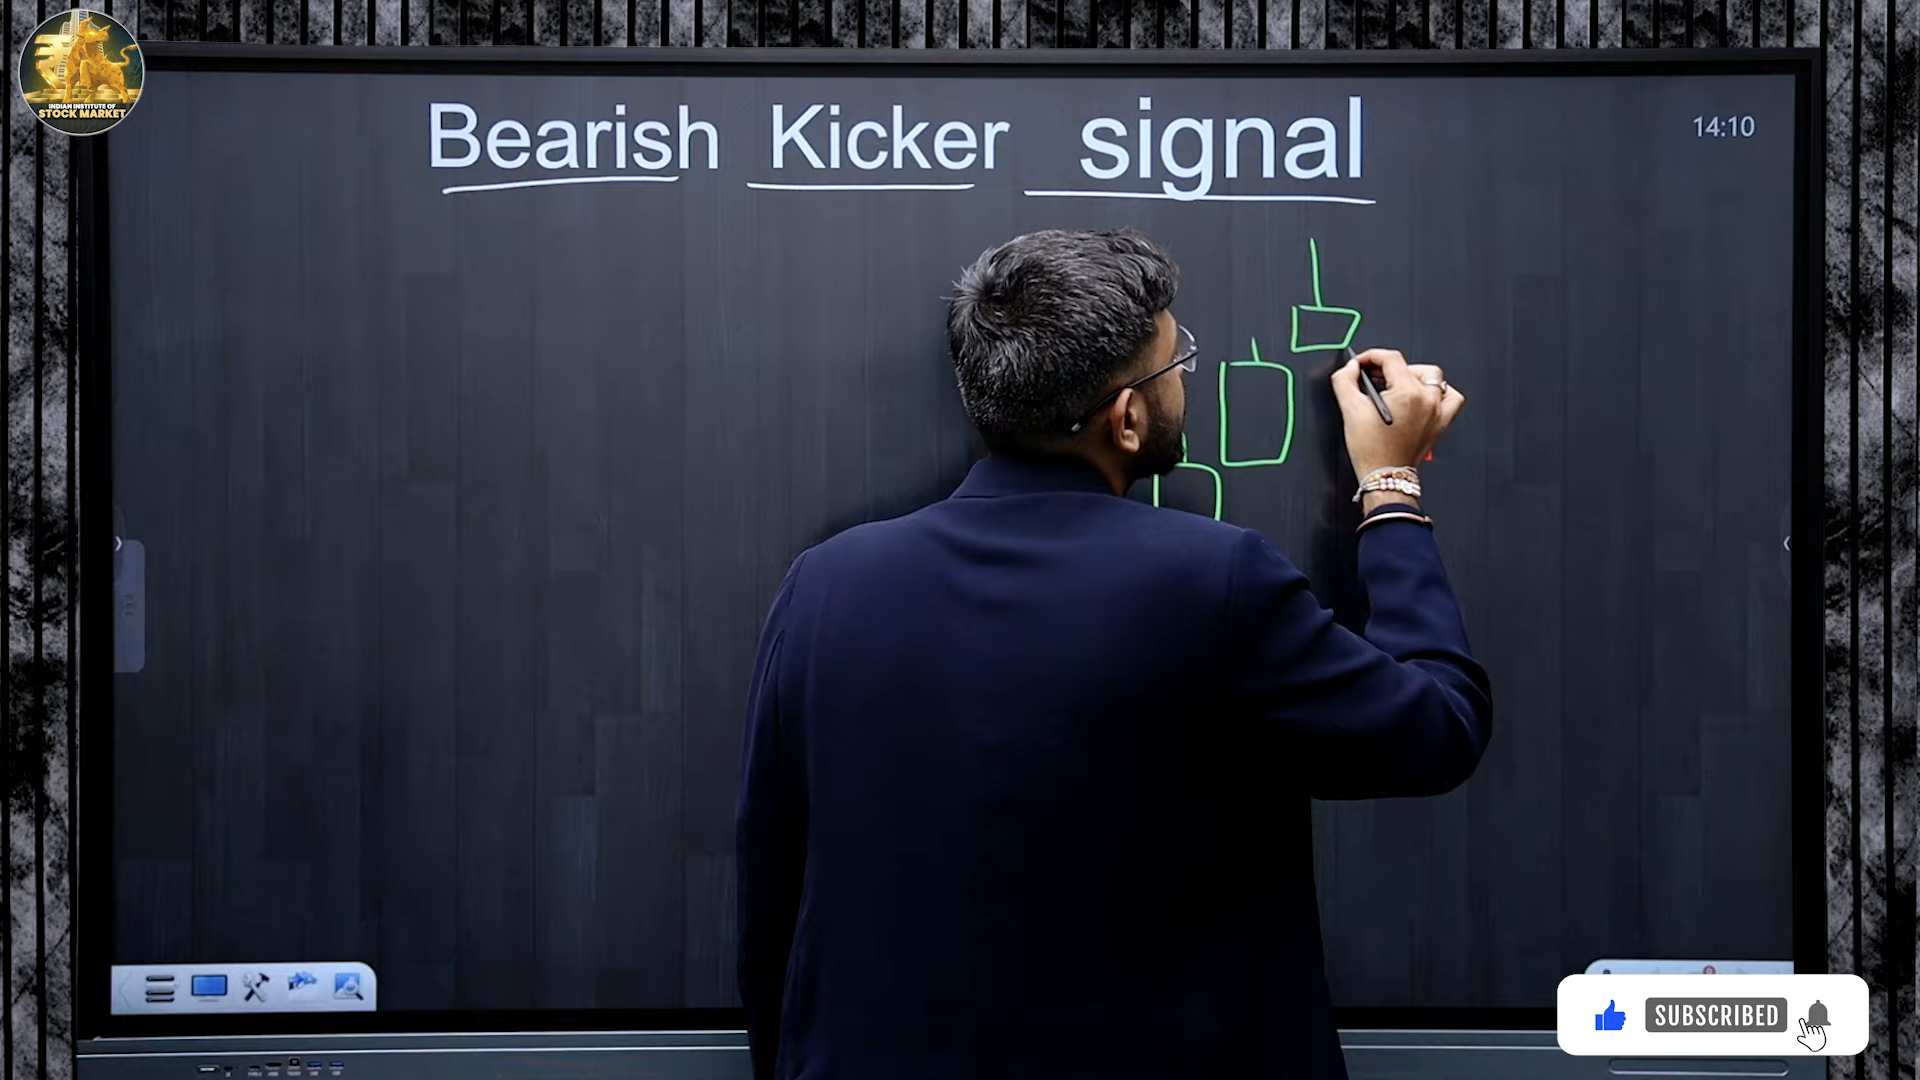 INDIAN INSTITUTE OF
STOCK MARKET
Bearish Kicker signal
14:10
SUBSCRIBED